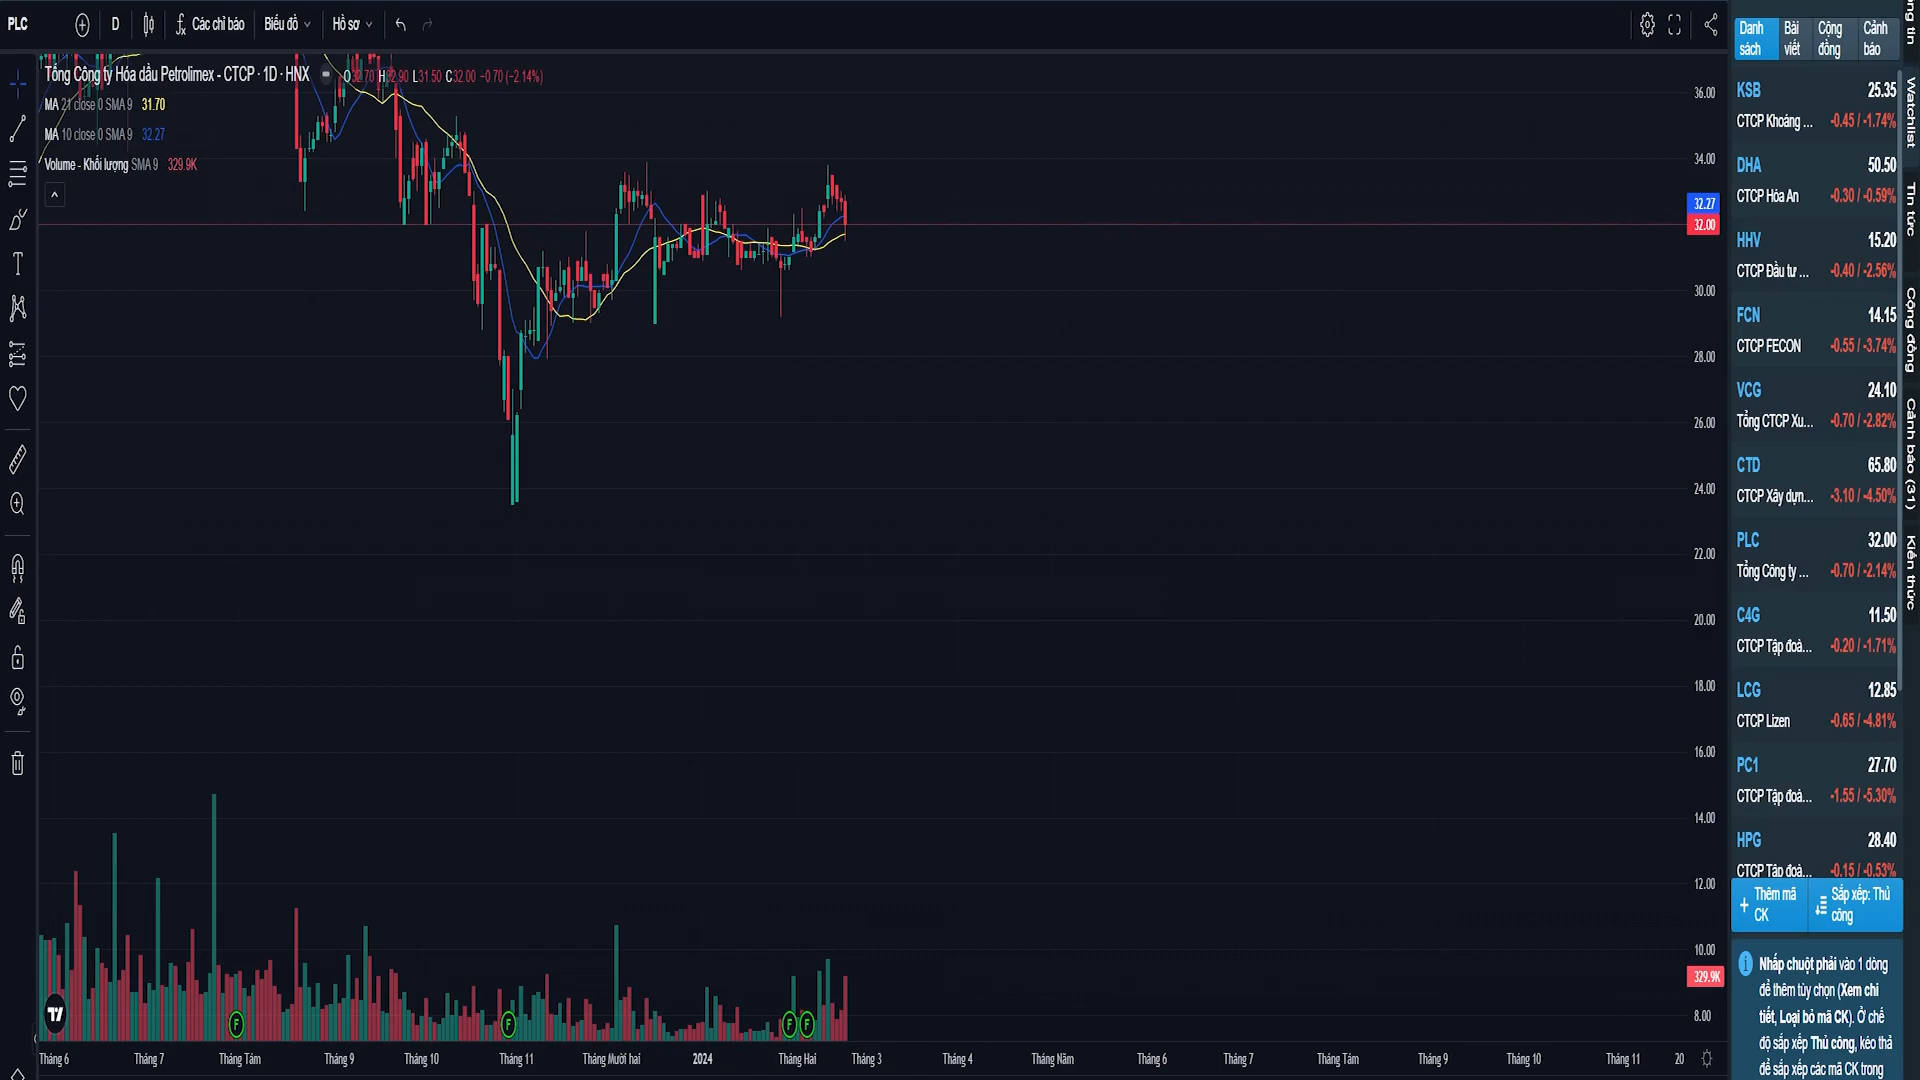 PLC
D
Các chỉ báo
Biểu đồ
Hồ sơ
Tổng Công ty Hóa dầu Petrolimex - CTCP · 1D · HNX
O32.70 H32.90 L31.50 C32.00 −0.70 (−2.14%)
MA 21 close 0 SMA 9 31.70
MA 10 close 0 SMA 9 32.27
Volume - Khối lượng SMA 9 329.9K
36.00
34.00
32.27
32.00
30.00
28.00
26.00
24.00
22.00
20.00
18.00
16.00
14.00
12.00
10.00
329.9K
8.00
F
F
F
F
Tháng 6
Tháng 7
Tháng Tám
Tháng 9
Tháng 10
Tháng 11
Tháng Mười hai
2024
Tháng Hai
Tháng 3
Tháng 4
Tháng Năm
Tháng 6
Tháng 7
Tháng Tám
Tháng 9
Tháng 10
Tháng 11
20
Danh sách
Bài viết
Cộng đồng
Cảnh báo
KSB 25.35
CTCP Khoáng ... -0.45 / -1.74%
DHA 50.50
CTCP Hóa An -0.30 / -0.59%
HHV 15.20
CTCP Đầu tư ... -0.40 / -2.56%
FCN 14.15
CTCP FECON -0.55 / -3.74%
VCG 24.10
Tổng CTCP Xu... -0.70 / -2.82%
CTD 65.80
CTCP Xây dựn... -3.10 / -4.50%
PLC 32.00
Tổng Công ty ... -0.70 / -2.14%
C4G 11.50
CTCP Tập đoà... -0.20 / -1.71%
LCG 12.85
CTCP Lizen -0.65 / -4.81%
PC1 27.70
CTCP Tập đoà... -1.55 / -5.30%
HPG 28.40
CTCP Tập đoà... -0.15 / -0.53%
Thêm mã CK
Sắp xếp: Thủ công
Nhấp chuột phải vào 1 dòng
để thêm tùy chọn (Xem chi
tiết, Loại bỏ mã CK). Ở chế
độ sắp xếp Thủ công, kéo thả
để sắp xếp các mã CK trong
Watchlist
Tin tức
Cộng đồng
Cảnh báo (31)
Kiến thức